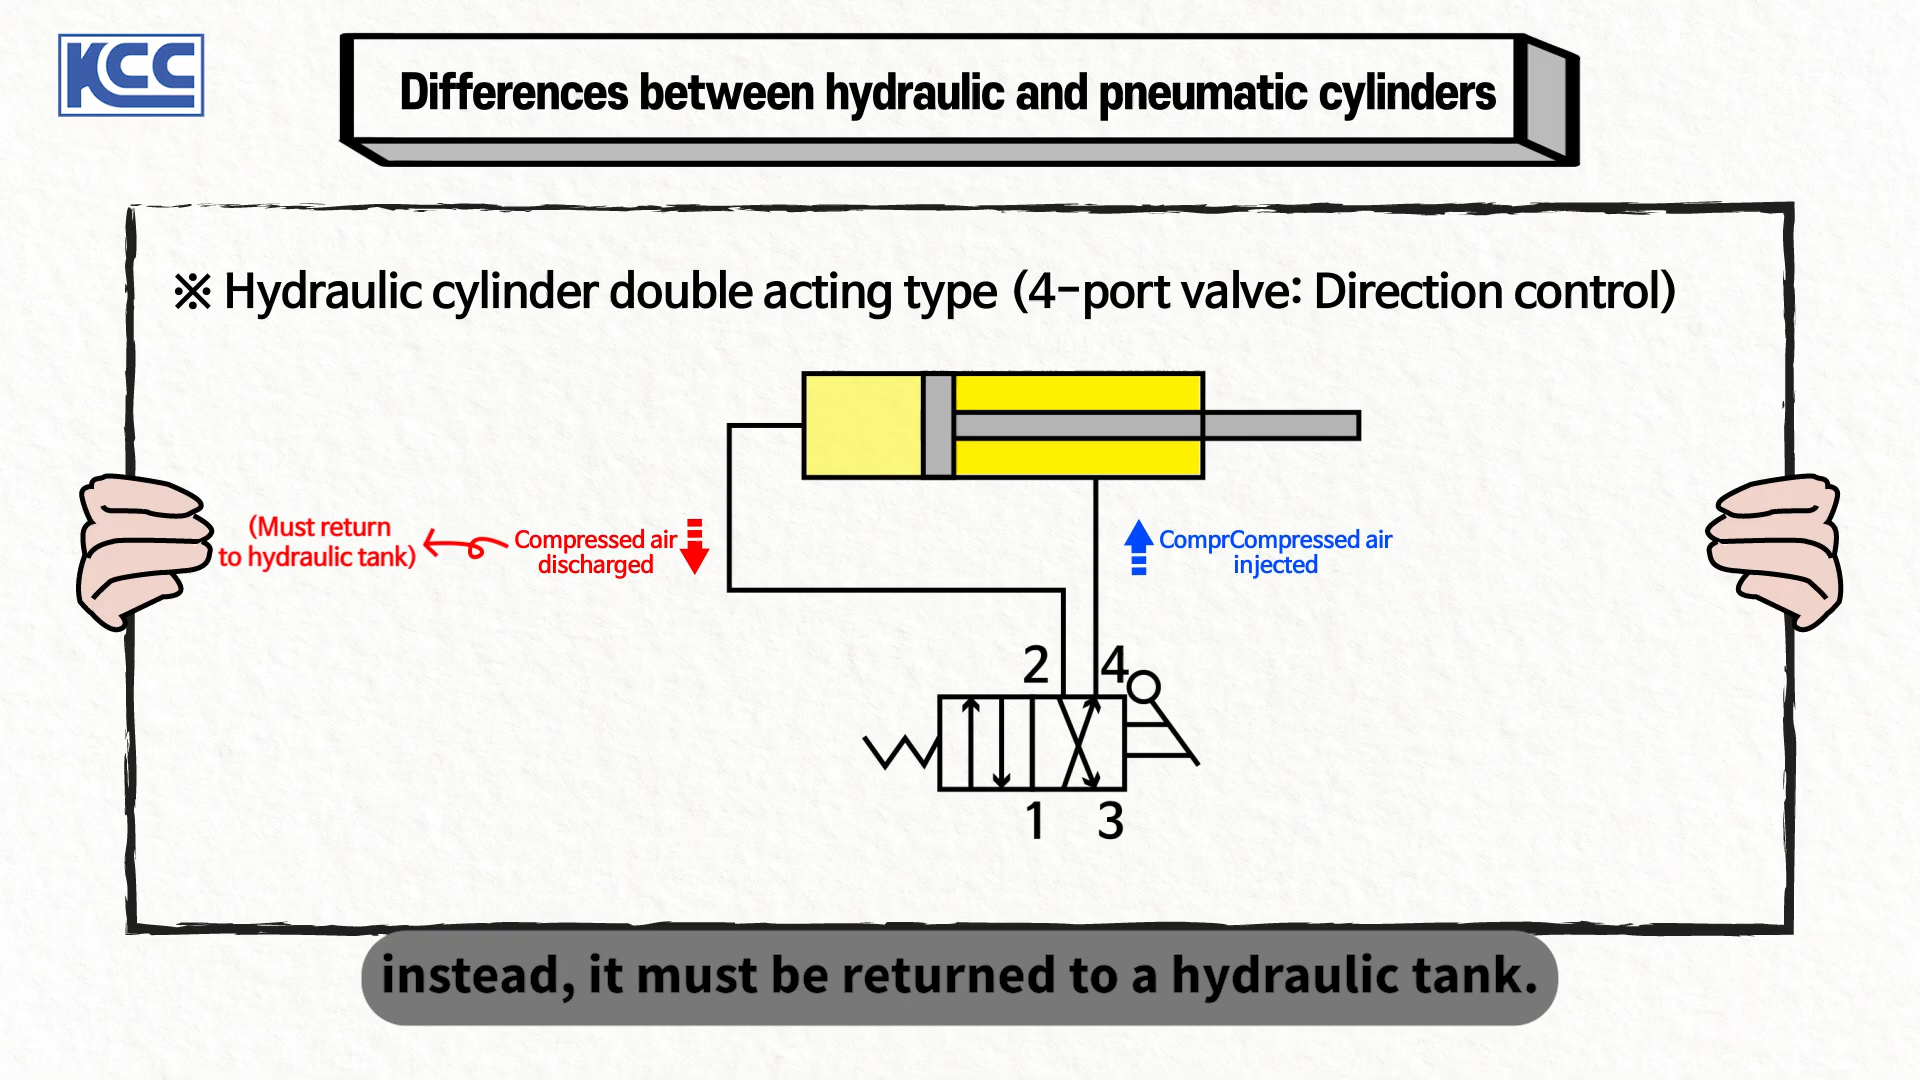 KCC
Differences between hydraulic and pneumatic cylinders
※ Hydraulic cylinder double acting type (4-port valve: Direction control)
(Must return
to hydraulic tank)
Compressed air
discharged
ComprCompressed air
injected
2 4
1 3
instead, it must be returned to a hydraulic tank.